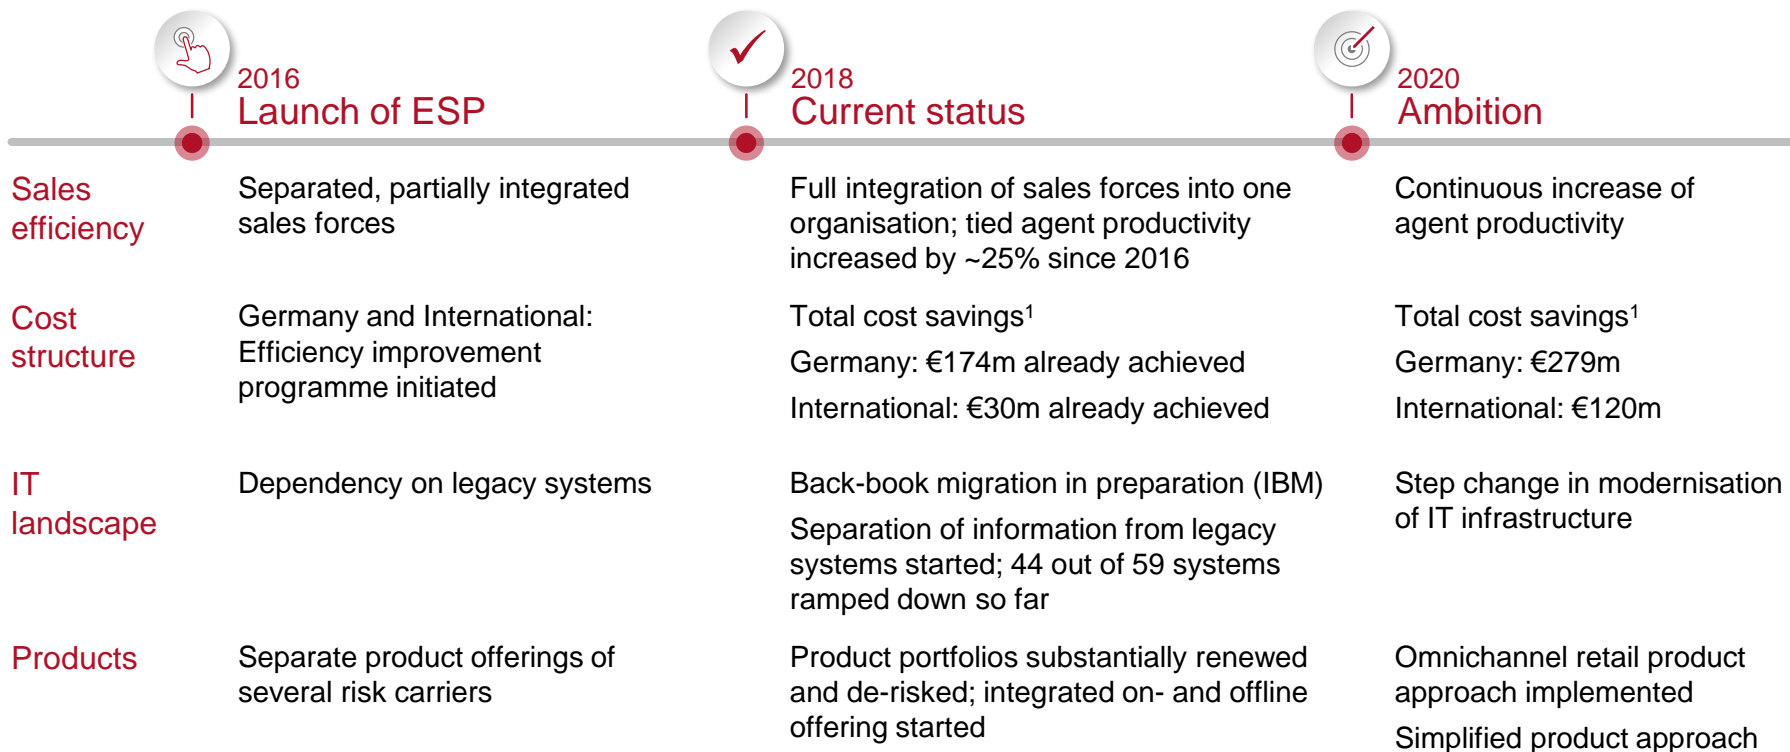 2016
Launch of ESP
2018
Current status
2020
Ambition
Sales
efficiency
Separated, partially integrated
sales forces
Full integration of sales forces into one
organisation; tied agent productivity
increased by ~25% since 2016
Continuous increase of
agent productivity
Cost
structure
Germany and International:
Efficiency improvement
programme initiated
Total cost savings¹
Germany: €174m already achieved
International: €30m already achieved
Total cost savings¹
Germany: €279m
International: €120m
IT
landscape
Dependency on legacy systems
Back-book migration in preparation (IBM)
Separation of information from legacy
systems started; 44 out of 59 systems
ramped down so far
Step change in modernisation
of IT infrastructure
Products
Separate product offerings of
several risk carriers
Product portfolios substantially renewed
and de-risked; integrated on- and offline
offering started
Omnichannel retail product
approach implemented
Simplified product approach